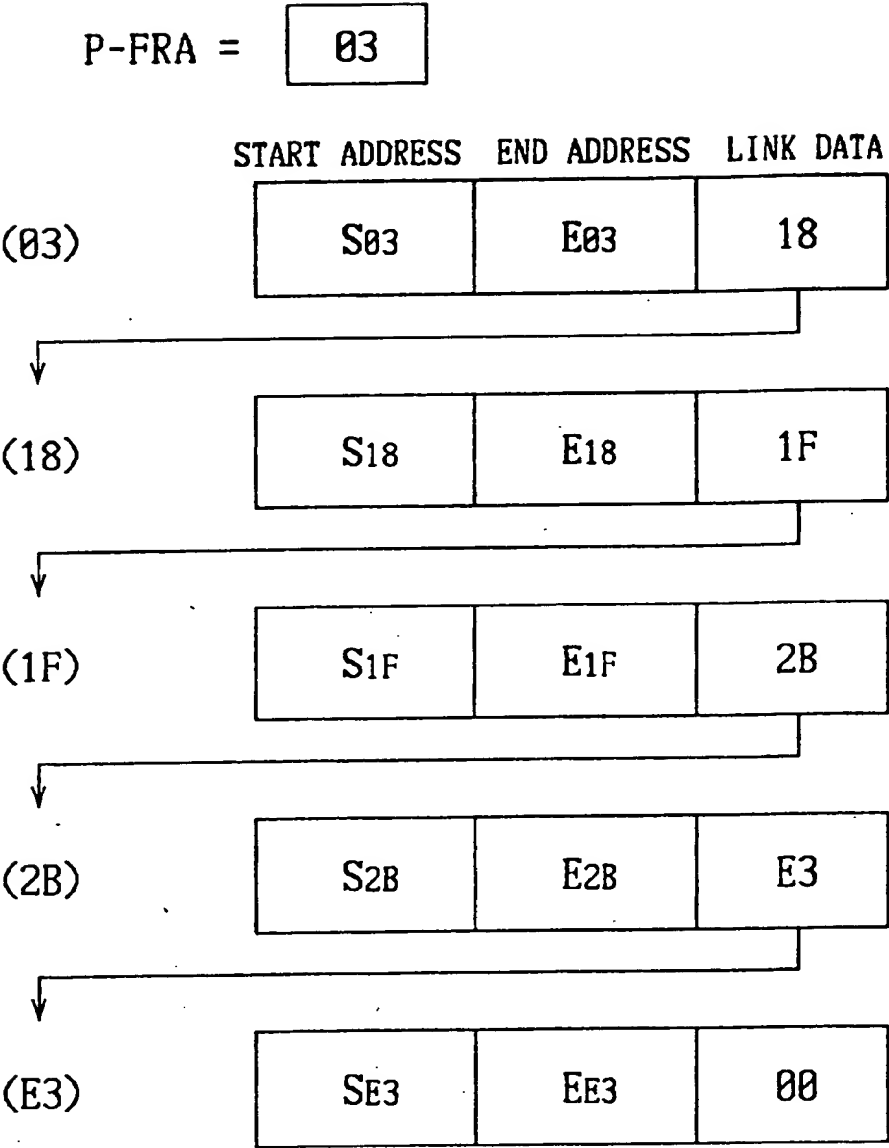 P-FRA = 03
START ADDRESS END ADDRESS LINK DATA
(03) S03 E03 18
(18) S18 E18 1F
(1F) S1F E1F 2B
(2B) S2B E2B E3
(E3) SE3 EE3 00